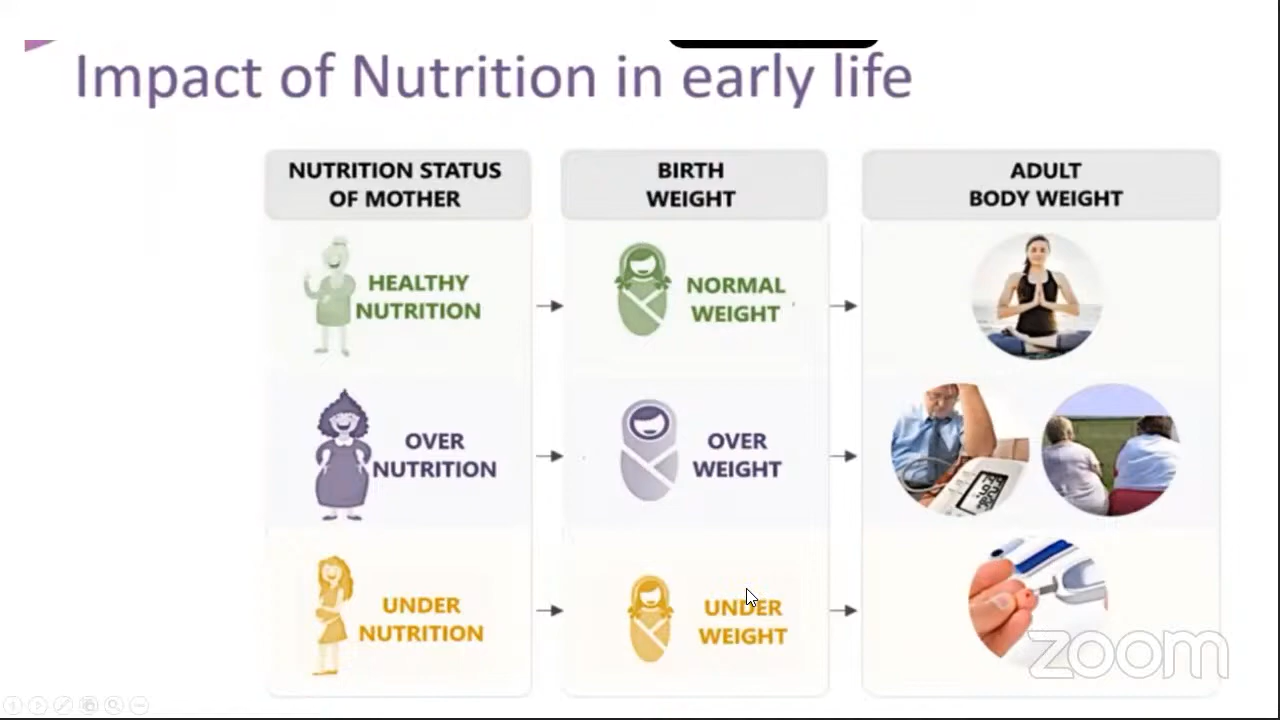 Impact of Nutrition in early life
NUTRITION STATUS
OF MOTHER
BIRTH
WEIGHT
ADULT
BODY WEIGHT
HEALTHY
NUTRITION
NORMAL
WEIGHT
OVER
NUTRITION
OVER
WEIGHT
UNDER
NUTRITION
UNDER
WEIGHT
zoom